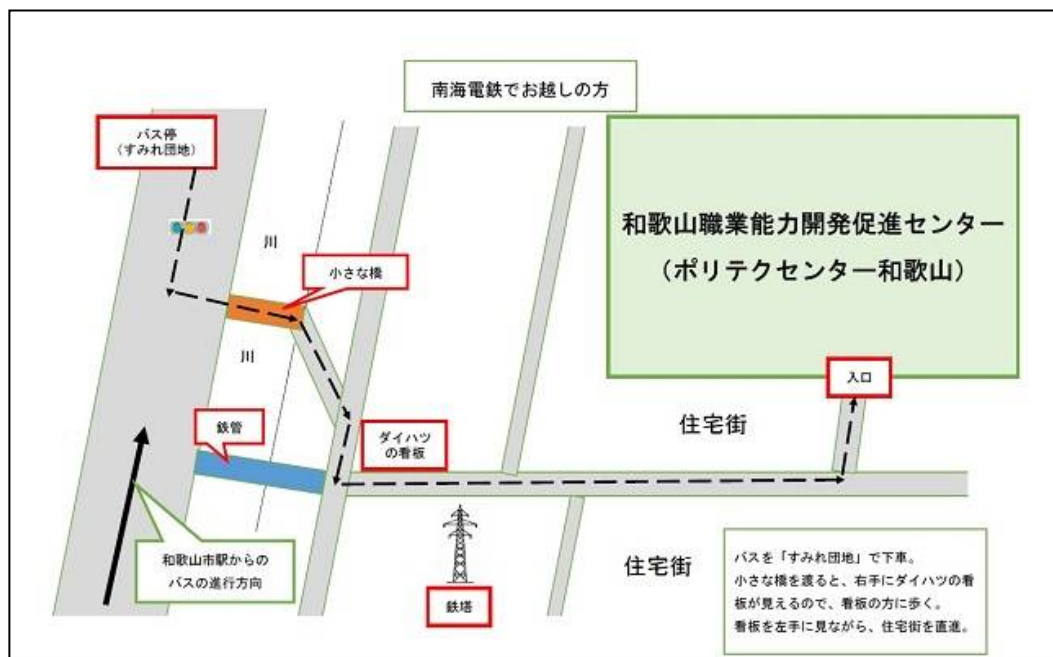 南海電鉄でお越しの方
バス停
（すみれ団地）
和歌山職業能力開発促進センター
（ポリテクセンター和歌山）
川
小さな橋
川
入口
鉄管
ダイハツ
の看板
住宅街
和歌山市駅からの
バスの進行方向
鉄塔
住宅街
バスを「すみれ団地」で下車。
小さな橋を渡ると、右手にダイハツの看
板が見えるので、看板の方に歩く。
看板を左手に見ながら、住宅街を直進。